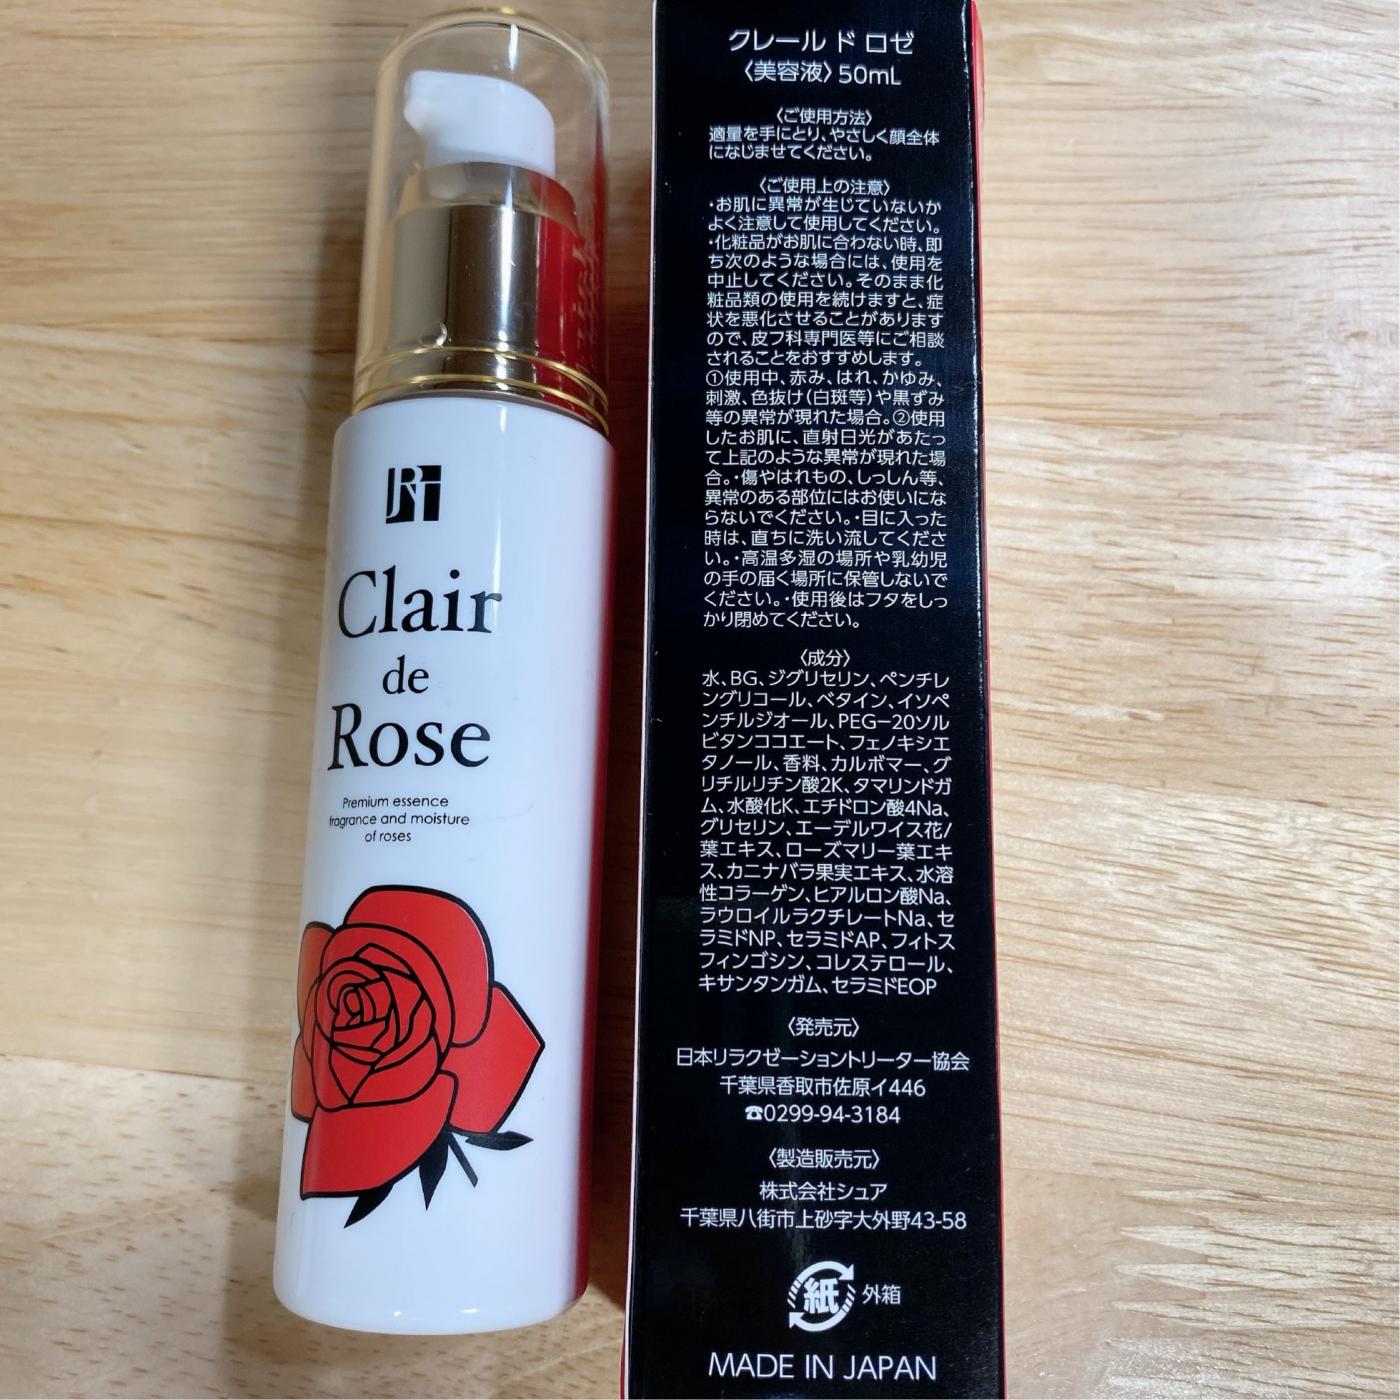 JRT
Clair
de
Rose
Premium essence
fragrance and moisture
of roses
クレール ド ロゼ
〈美容液〉50mL
〈ご使用方法〉
適量を手にとり、やさしく顔全体
になじませてください。
〈ご使用上の注意〉
・お肌に異常が生じていないか
よく注意して使用してください。
・化粧品がお肌に合わない時、即
ち次のような場合には、使用を
中止してください。そのまま化
粧品類の使用を続けますと、症
状を悪化させることがあります
ので、皮フ科専門医等にご相談
されることをおすすめします。
①使用中、赤み、はれ、かゆみ、
刺激、色抜け(白斑等)や黒ずみ
等の異常が現れた場合。②使用
したお肌に、直射日光があたっ
て上記のような異常が現れた場
合。・傷やはれもの、しっしん等、
異常のある部位にはお使いにな
らないでください。・目に入った
時は、直ちに洗い流してくださ
い。・高温多湿の場所や乳幼児
の手の届く場所に保管しないで
ください。・使用後はフタをしっ
かり閉めてください。
〈成分〉
水、BG、ジグリセリン、ペンチレ
ングリコール、ベタイン、イソペ
ンチルジオール、PEG-20ソル
ビタンココエート、フェノキシエ
タノール、香料、カルボマー、グ
リチルリチン酸2K、タマリンドガ
ム、水酸化K、エチドロン酸4Na、
グリセリン、エーデルワイス花/
葉エキス、ローズマリー葉エキ
ス、カニナバラ果実エキス、水溶
性コラーゲン、ヒアルロン酸Na、
ラウロイルラクチレートNa、セ
ラミドNP、セラミドAP、フィトス
フィンゴシン、コレステロール、
キサンタンガム、セラミドEOP
〈発売元〉
日本リラクゼーショントリーター協会
千葉県香取市佐原イ446
☎0299-94-3184
〈製造販売元〉
株式会社シュア
千葉県八街市上砂字大外野43-58
紙 外箱
MADE IN JAPAN